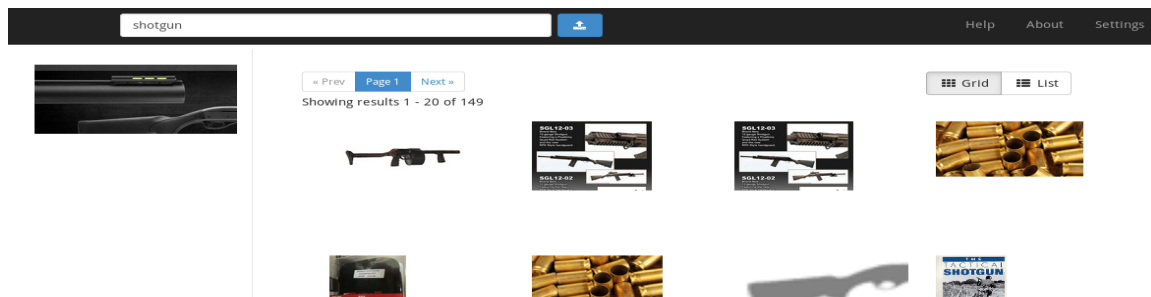 shotgun
Help About Settings
« Prev Page 1 Next »
Grid List
Showing results 1 - 20 of 149
SGL12-03 SGL12-03
SGL12-02 SGL12-02
THE
TACTICAL
SHOTGUN